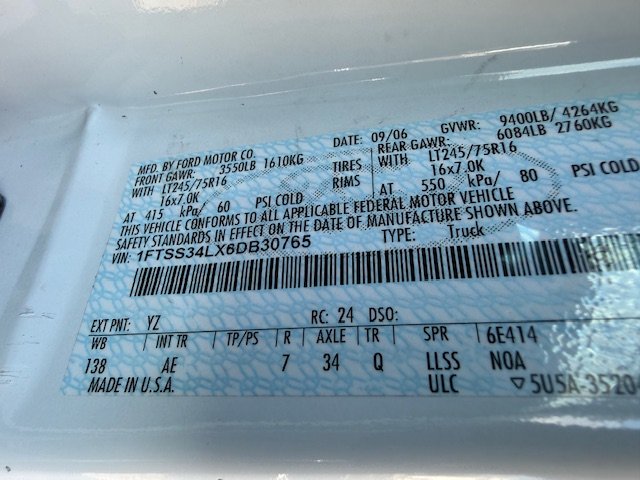 MFD. BY FORD MOTOR CO.
DATE: 09/06 GVWR: 9400LB/ 4264KG
FRONT GAWR: 3550LB 1610KG REAR GAWR: 6084LB 2760KG
WITH LT245/75R16 TIRES WITH LT245/75R16
16x7.0K RIMS 16x7.0K
AT 415 kPa/ 60 PSI COLD AT 550 kPa/ 80 PSI COLD
THIS VEHICLE CONFORMS TO ALL APPLICABLE FEDERAL MOTOR VEHICLE
SAFETY STANDARDS IN EFFECT ON THE DATE OF MANUFACTURE SHOWN ABOVE.
VIN: 1FTSS34LX6DB30765 TYPE: Truck
EXT PNT: YZ RC: 24 DSO:
WB INT TR TP/PS R AXLE TR SPR 6E414
138 AE 7 34 Q LLSS NOA
MADE IN U.S.A. ULC ▽5U5A-3520